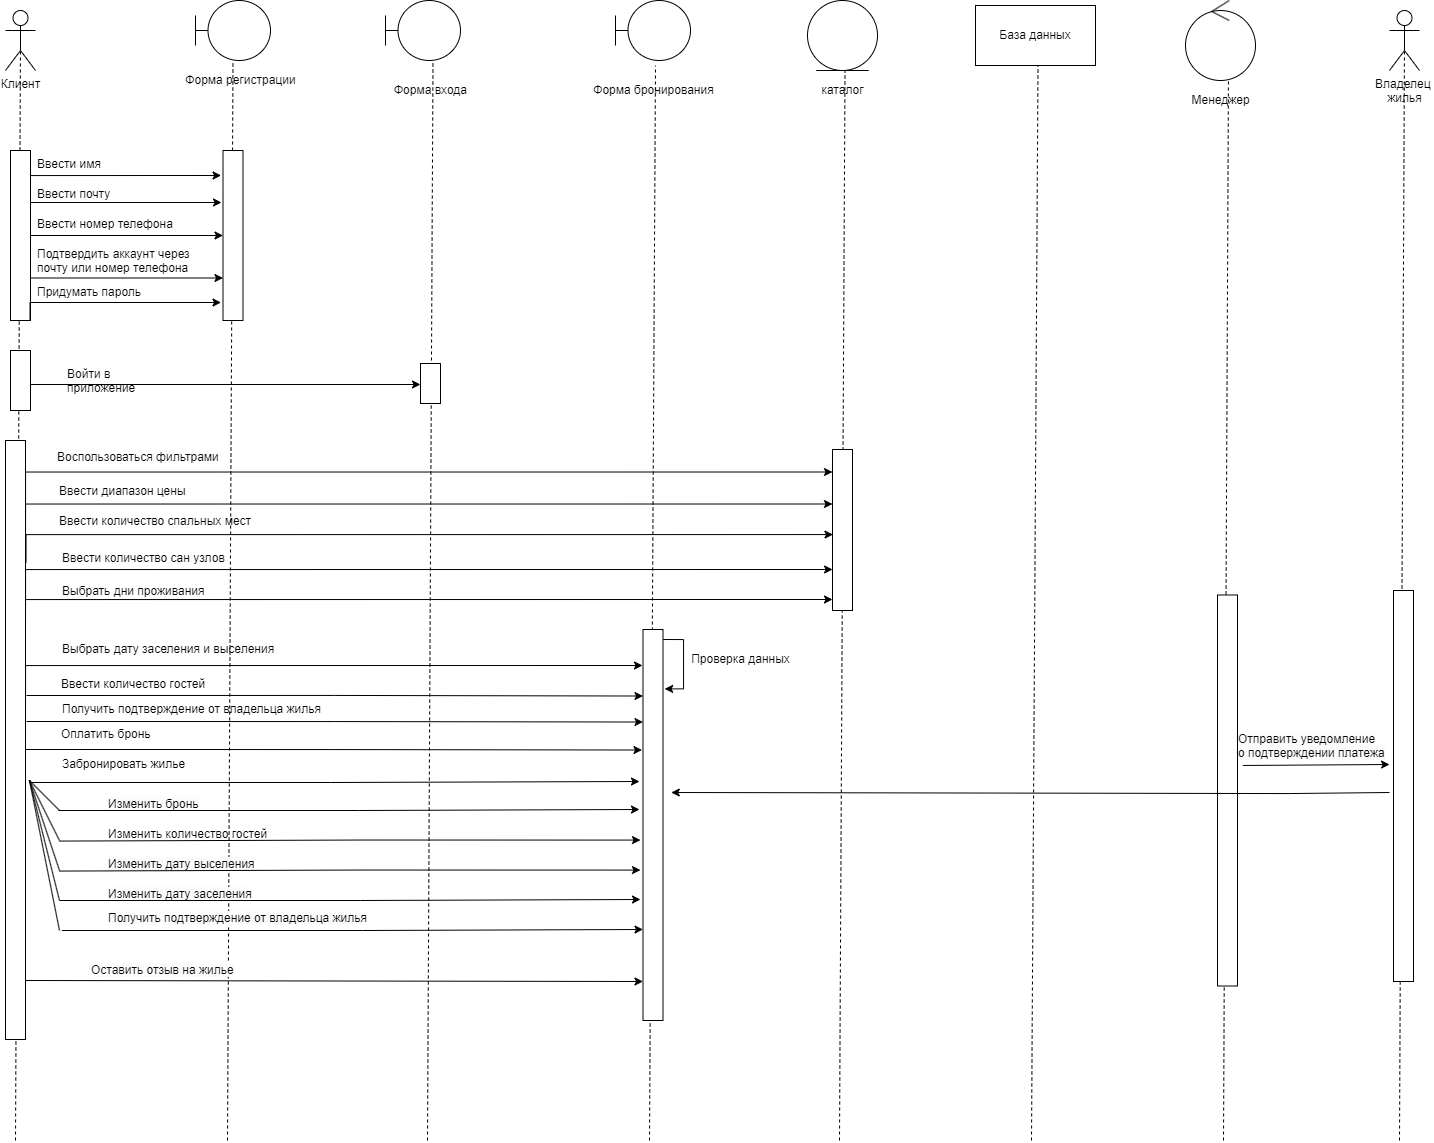 Клиент
Форма регистрации
Форма входа
Форма бронирования
каталог
База данных
Менеджер
Владелец
жилья
Ввести имя
Ввести почту
Ввести номер телефона
Подтвердить аккаунт через
почту или номер телефона
Придумать пароль
Войти в
приложение
Воспользоваться фильтрами
Ввести диапазон цены
Ввести количество спальных мест
Ввести количество сан узлов
Выбрать дни проживания
Выбрать дату заселения и выселения
Проверка данных
Ввести количество гостей
Получить подтверждение от владельца жилья
Оплатить бронь
Отправить уведомление
о подтверждении платежа
Забронировать жилье
Изменить бронь
Изменить количество гостей
Изменить дату выселения
Изменить дату заселения
Получить подтверждение от владельца жилья
Оставить отзыв на жилье